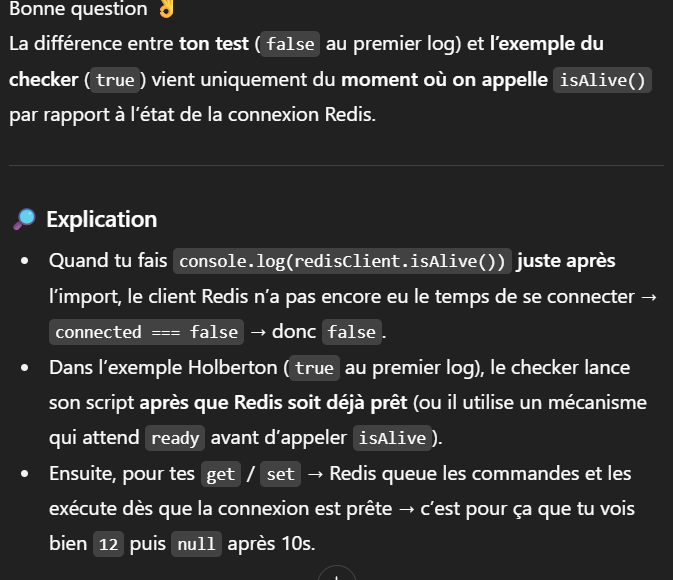 Bonne question 👌
La différence entre ton test (false au premier log) et l’exemple du
checker (true) vient uniquement du moment où on appelle isAlive()
par rapport à l’état de la connexion Redis.
🔎 Explication
• Quand tu fais console.log(redisClient.isAlive()) juste après
l’import, le client Redis n’a pas encore eu le temps de se connecter →
connected === false → donc false.
• Dans l’exemple Holberton (true au premier log), le checker lance
son script après que Redis soit déjà prêt (ou il utilise un mécanisme
qui attend ready avant d’appeler isAlive).
• Ensuite, pour tes get / set → Redis queue les commandes et les
exécute dès que la connexion est prête → c’est pour ça que tu vois
bien 12 puis null après 10s.